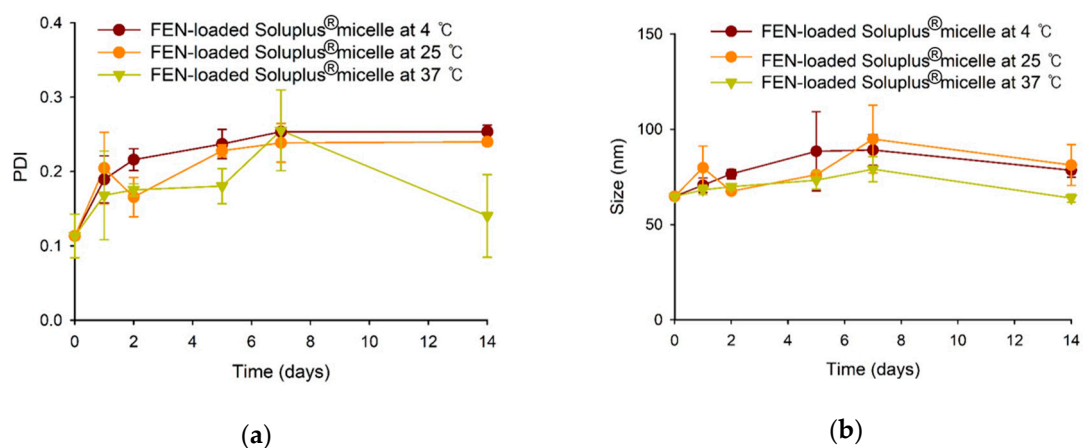 0.4
0.3
0.2
0.1
0.0
PDI
FEN-loaded Soluplus® micelle at 4 ℃
FEN-loaded Soluplus® micelle at 25 ℃
FEN-loaded Soluplus® micelle at 37 ℃
0 2 4 6 8 10 12 14
Time (days)
(a)
150
100
50
0
Size (nm)
FEN-loaded Soluplus® micelle at 4 ℃
FEN-loaded Soluplus® micelle at 25 ℃
FEN-loaded Soluplus® micelle at 37 ℃
0 2 4 6 8 10 12 14
Time (days)
(b)